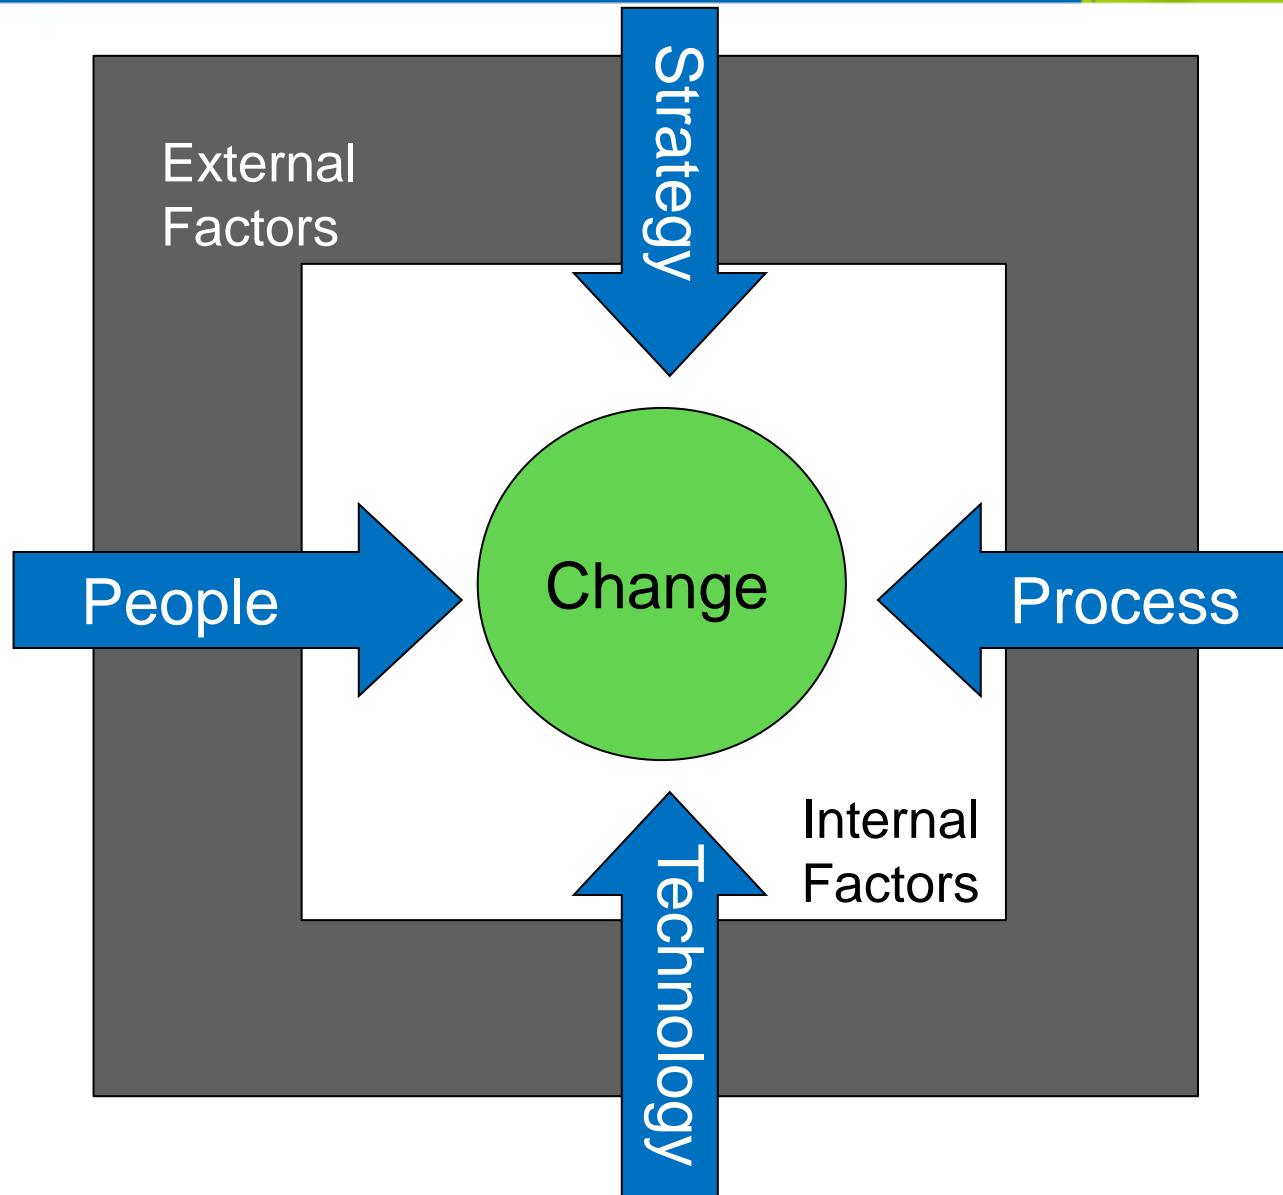 Strategy
External
Factors
People
Change
Process
Internal
Factors
Technology